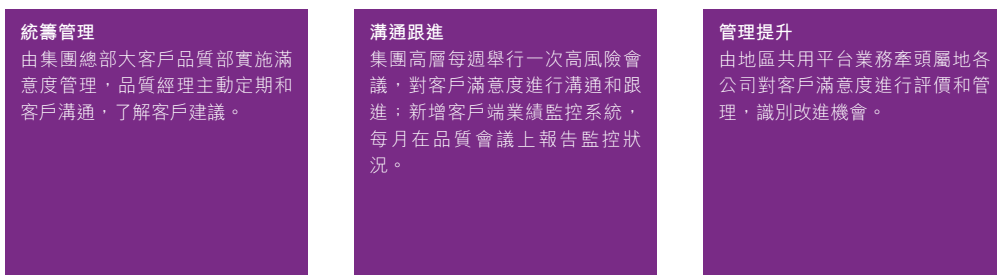 統籌管理
由集團總部大客戶品質部實施滿
意度管理，品質經理主動定期和
客戶溝通，了解客戶建議。
溝通跟進
集團高層每週舉行一次高風險會
議，對客戶滿意度進行溝通和跟
進；新增客戶端業績監控系統，
每月在品質會議上報告監控狀
況。
管理提升
由地區共用平台業務牽頭屬地各
公司對客戶滿意度進行評價和管
理，識別改進機會。